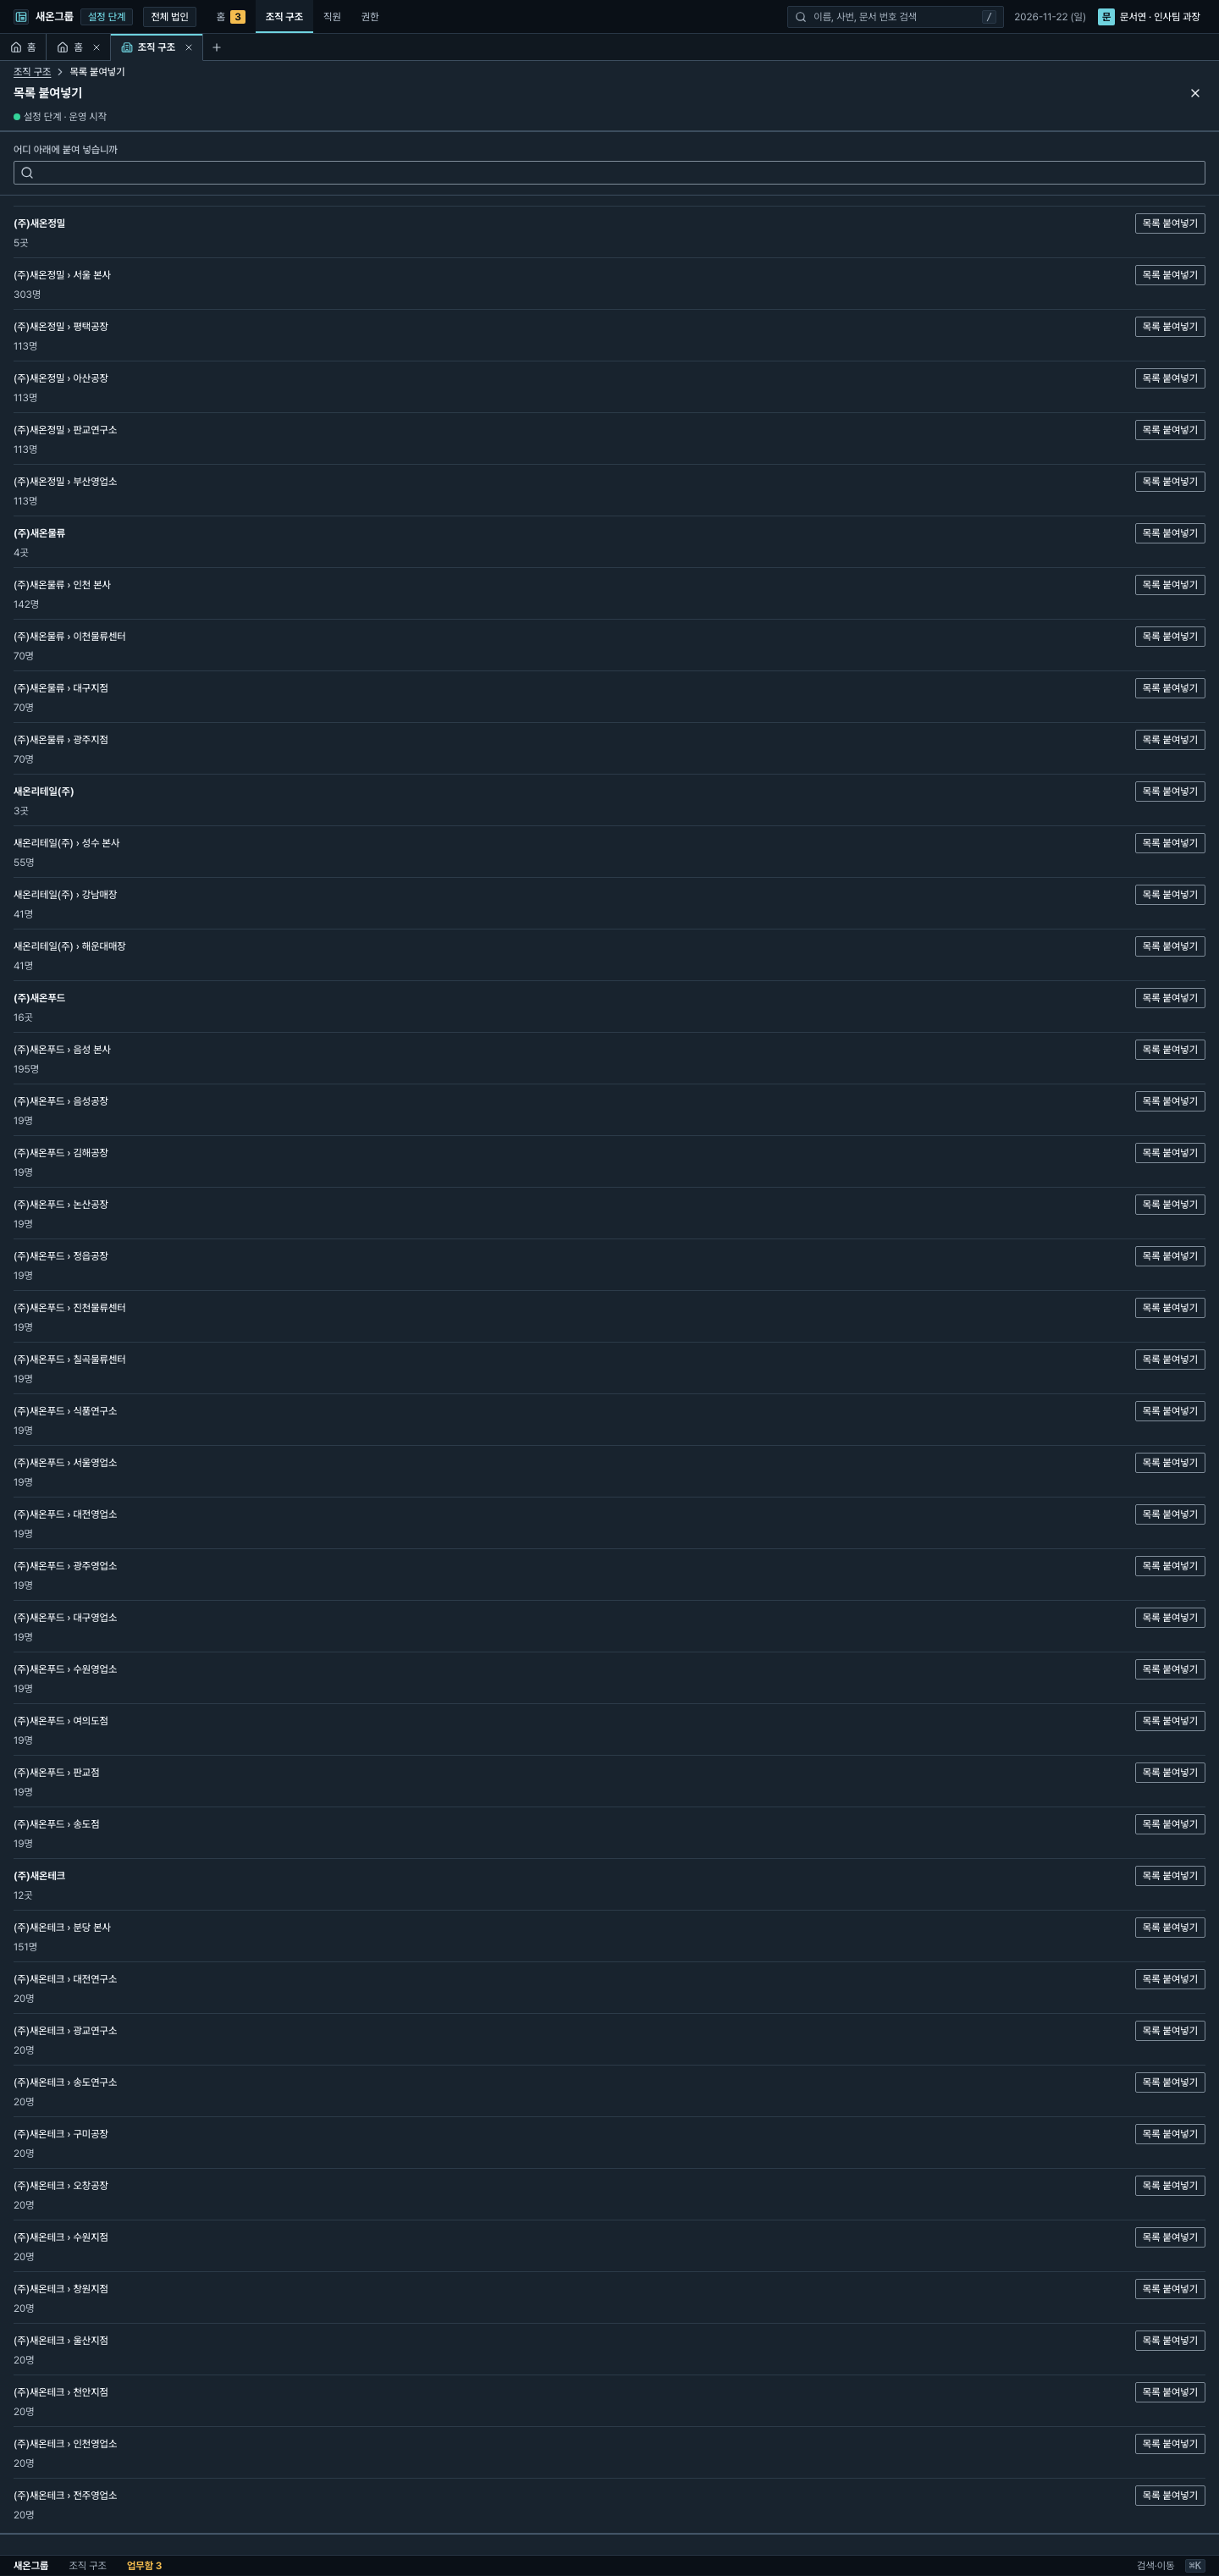 새온그룹 설정 단계 전체 법인 홈 3 조직 구조 직원 권한 이름, 사번, 문서 번호 검색 / 2026-11-22 (일) 문 문서연 · 인사팀 과장
홈 홈 조직 구조
조직 구조 목록 붙여넣기
목록 붙여넣기
설정 단계 · 운영 시작
어디 아래에 붙여 넣습니까
(주)새온정밀 목록 붙여넣기
5곳
(주)새온정밀 › 서울 본사 목록 붙여넣기
303명
(주)새온정밀 › 평택공장 목록 붙여넣기
113명
(주)새온정밀 › 아산공장 목록 붙여넣기
113명
(주)새온정밀 › 판교연구소 목록 붙여넣기
113명
(주)새온정밀 › 부산영업소 목록 붙여넣기
113명
(주)새온물류 목록 붙여넣기
4곳
(주)새온물류 › 인천 본사 목록 붙여넣기
142명
(주)새온물류 › 이천물류센터 목록 붙여넣기
70명
(주)새온물류 › 대구지점 목록 붙여넣기
70명
(주)새온물류 › 광주지점 목록 붙여넣기
70명
새온리테일(주) 목록 붙여넣기
3곳
새온리테일(주) › 성수 본사 목록 붙여넣기
55명
새온리테일(주) › 강남매장 목록 붙여넣기
41명
새온리테일(주) › 해운대매장 목록 붙여넣기
41명
(주)새온푸드 목록 붙여넣기
16곳
(주)새온푸드 › 음성 본사 목록 붙여넣기
195명
(주)새온푸드 › 음성공장 목록 붙여넣기
19명
(주)새온푸드 › 김해공장 목록 붙여넣기
19명
(주)새온푸드 › 논산공장 목록 붙여넣기
19명
(주)새온푸드 › 정읍공장 목록 붙여넣기
19명
(주)새온푸드 › 진천물류센터 목록 붙여넣기
19명
(주)새온푸드 › 칠곡물류센터 목록 붙여넣기
19명
(주)새온푸드 › 식품연구소 목록 붙여넣기
19명
(주)새온푸드 › 서울영업소 목록 붙여넣기
19명
(주)새온푸드 › 대전영업소 목록 붙여넣기
19명
(주)새온푸드 › 광주영업소 목록 붙여넣기
19명
(주)새온푸드 › 대구영업소 목록 붙여넣기
19명
(주)새온푸드 › 수원영업소 목록 붙여넣기
19명
(주)새온푸드 › 여의도점 목록 붙여넣기
19명
(주)새온푸드 › 판교점 목록 붙여넣기
19명
(주)새온푸드 › 송도점 목록 붙여넣기
19명
(주)새온테크 목록 붙여넣기
12곳
(주)새온테크 › 분당 본사 목록 붙여넣기
151명
(주)새온테크 › 대전연구소 목록 붙여넣기
20명
(주)새온테크 › 광교연구소 목록 붙여넣기
20명
(주)새온테크 › 송도연구소 목록 붙여넣기
20명
(주)새온테크 › 구미공장 목록 붙여넣기
20명
(주)새온테크 › 오창공장 목록 붙여넣기
20명
(주)새온테크 › 수원지점 목록 붙여넣기
20명
(주)새온테크 › 창원지점 목록 붙여넣기
20명
(주)새온테크 › 울산지점 목록 붙여넣기
20명
(주)새온테크 › 천안지점 목록 붙여넣기
20명
(주)새온테크 › 인천영업소 목록 붙여넣기
20명
(주)새온테크 › 전주영업소 목록 붙여넣기
20명
새온그룹 조직 구조 업무함 3 검색·이동 ⌘K